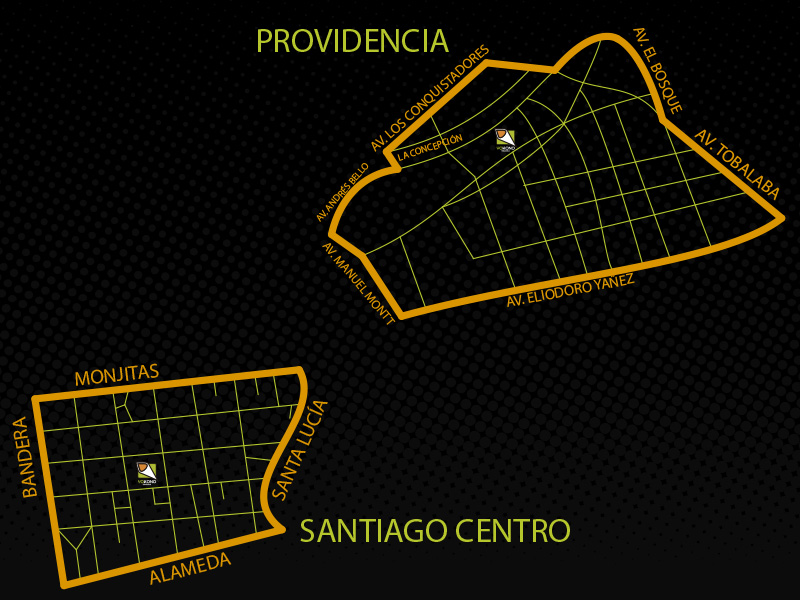 PROVIDENCIA
AV. LOS CONQUISTADORES
AV. EL BOSQUE
LA CONCEPCIÓN
AV. TOBALABA
AV. ANDRÉS BELLO
AV. MANUEL MONTT
AV. ELIODORO YAÑEZ
MONJITAS
BANDERA
SANTA LUCÍA
SANTIAGO CENTRO
ALAMEDA